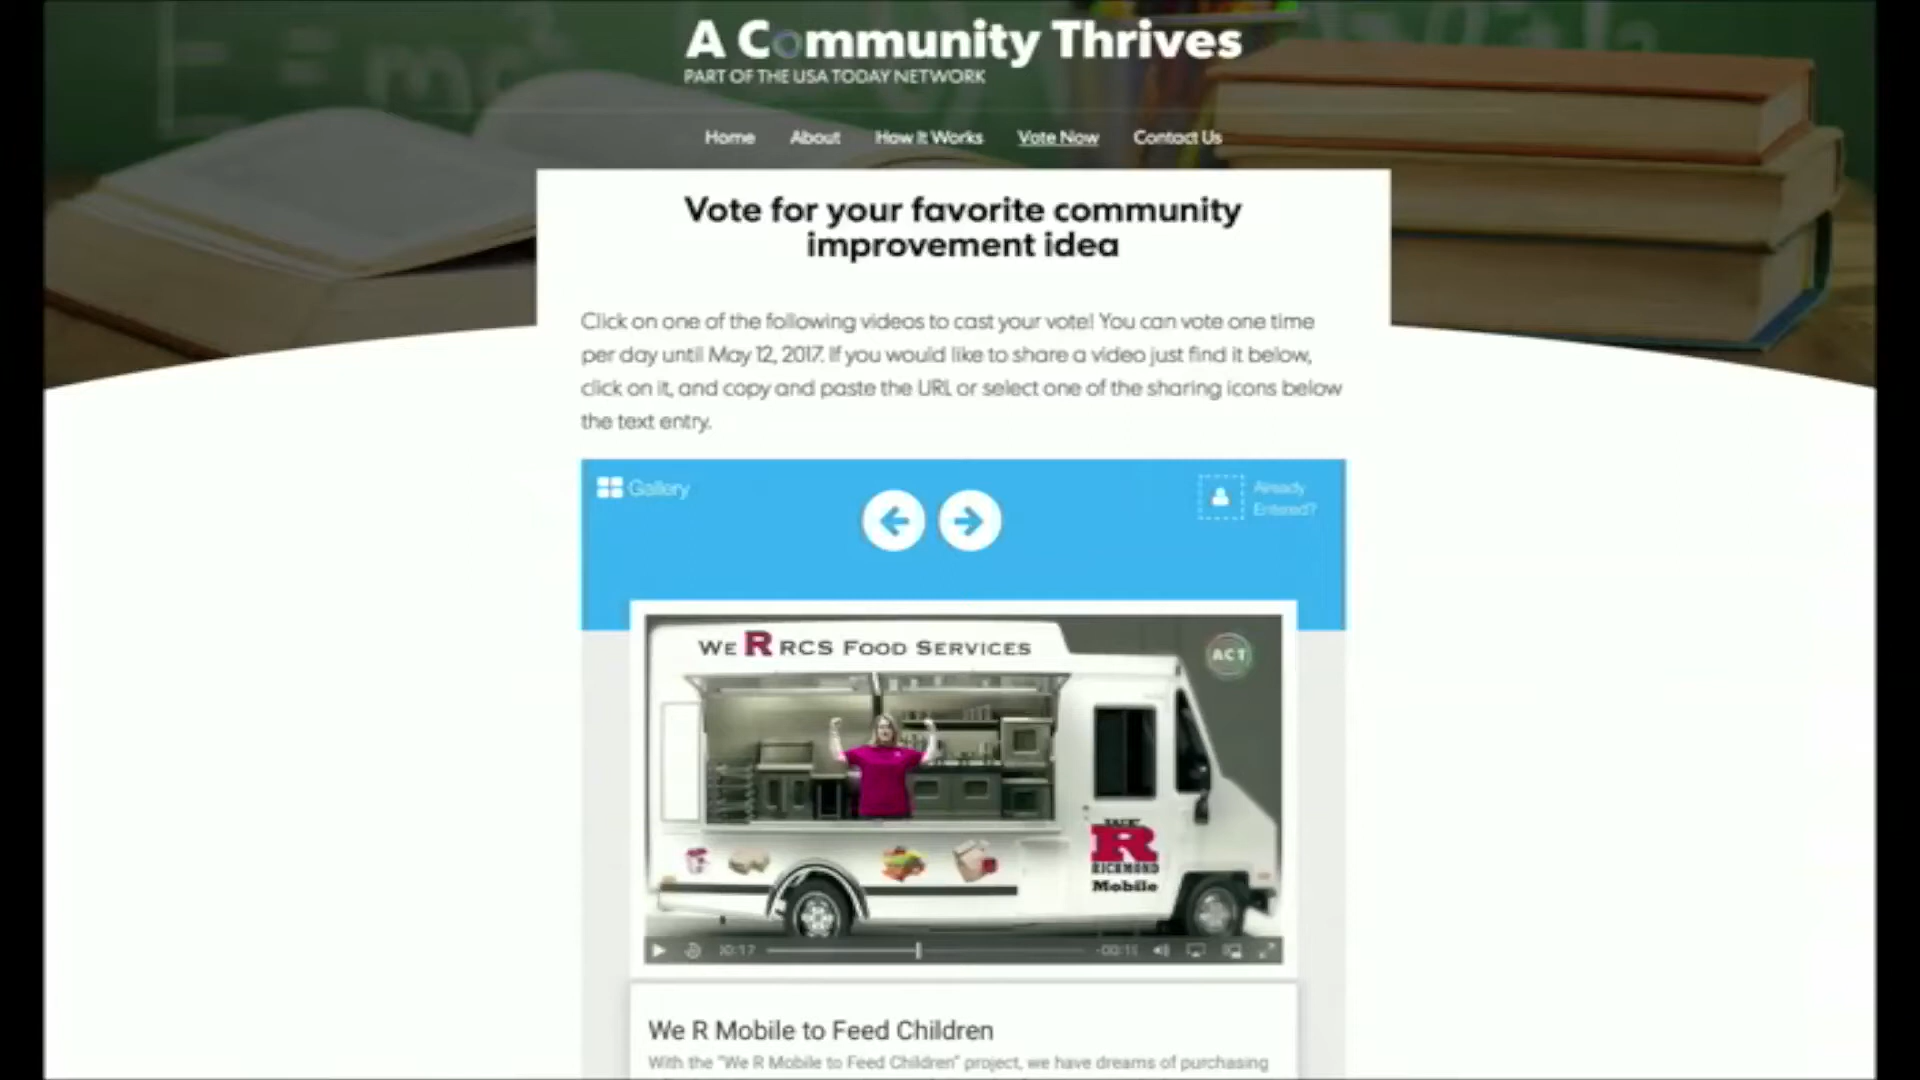 A Community Thrives
PART OF THE USA TODAY NETWORK
Home About How It Works Vote Now Contact Us
Vote for your favorite community
improvement idea
Click on one of the following videos to cast your vote! You can vote one time
per day until May 12, 2017. If you would like to share a video just find it below,
click on it, and copy and paste the URL or select one of the sharing icons below
the text entry.
Gallery
Already
Entered?
WE R RCS FOOD SERVICES
ACT
WE
R
RICHMOND
Mobile
00:17
We R Mobile to Feed Children
With the "We R Mobile to Feed Children" project, we have dreams of purchasing